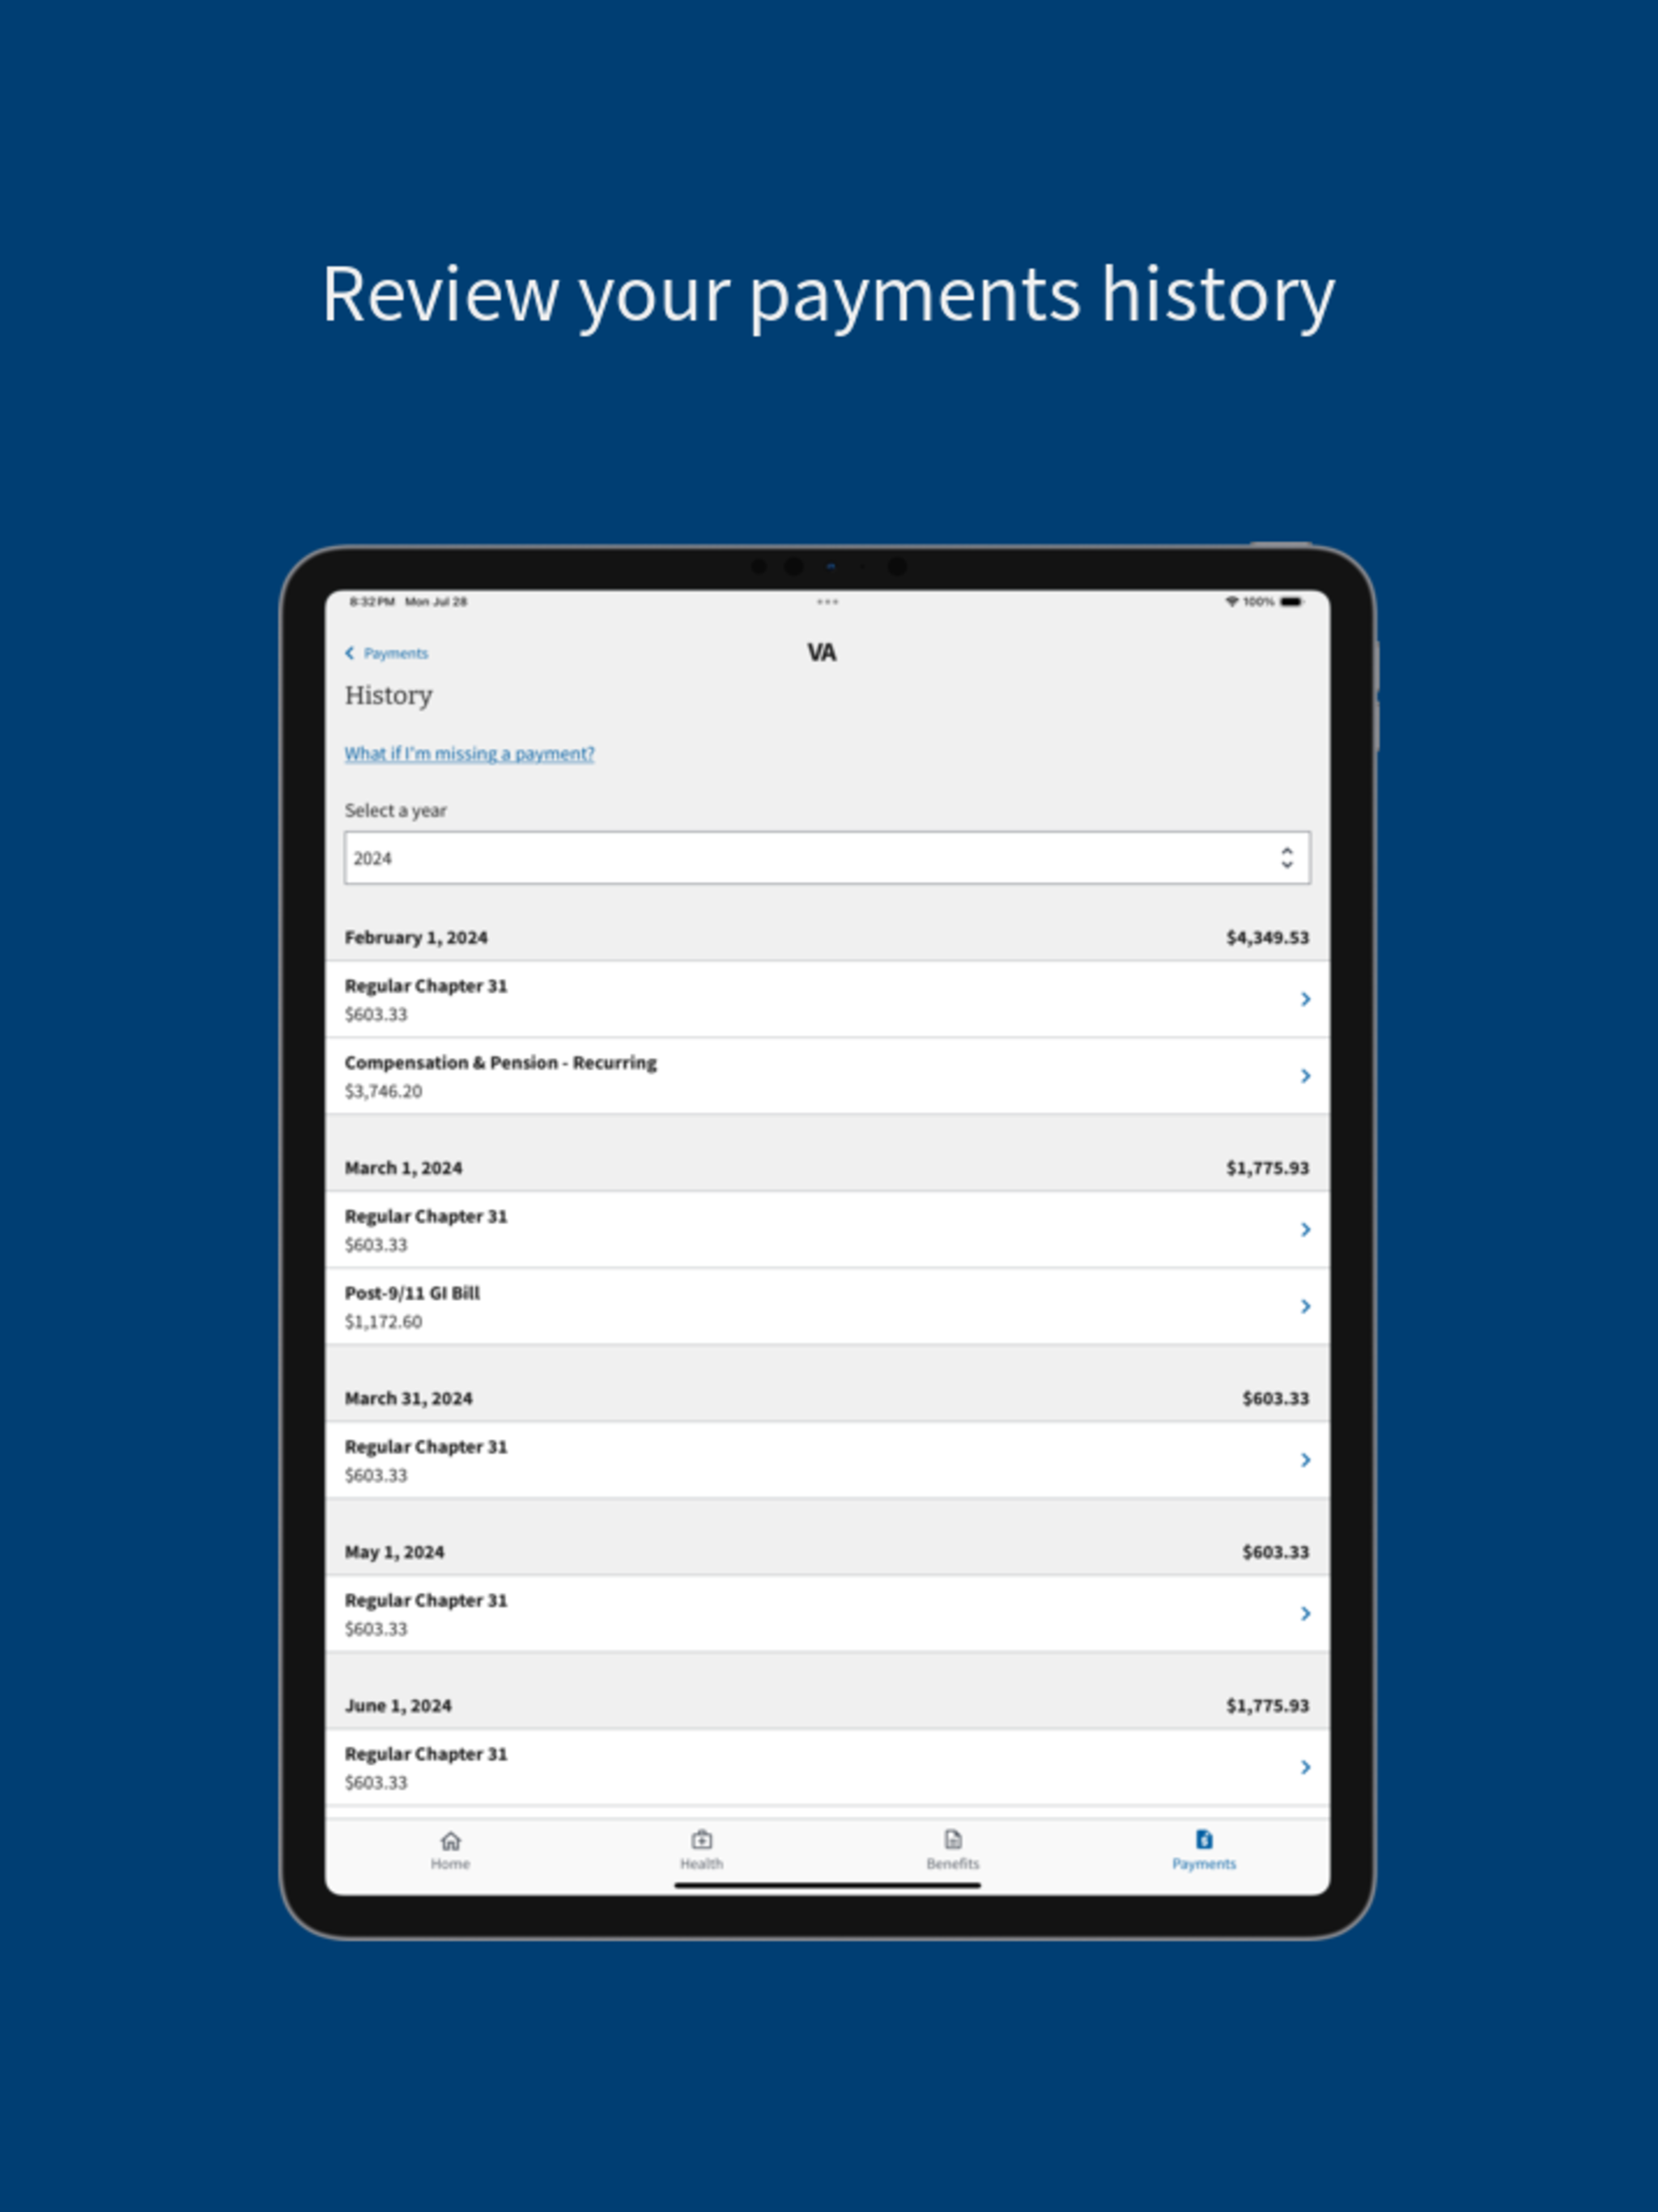 Review your payments history
8:32 PM Mon Jul 28
100%
Payments
VA
History
What if I'm missing a payment?
Select a year
2024
February 1, 2024 $4,349.53
Regular Chapter 31
$603.33
Compensation & Pension - Recurring
$3,746.20
March 1, 2024 $1,775.93
Regular Chapter 31
$603.33
Post-9/11 GI Bill
$1,172.60
March 31, 2024 $603.33
Regular Chapter 31
$603.33
May 1, 2024 $603.33
Regular Chapter 31
$603.33
June 1, 2024 $1,775.93
Regular Chapter 31
$603.33
Home Health Benefits Payments